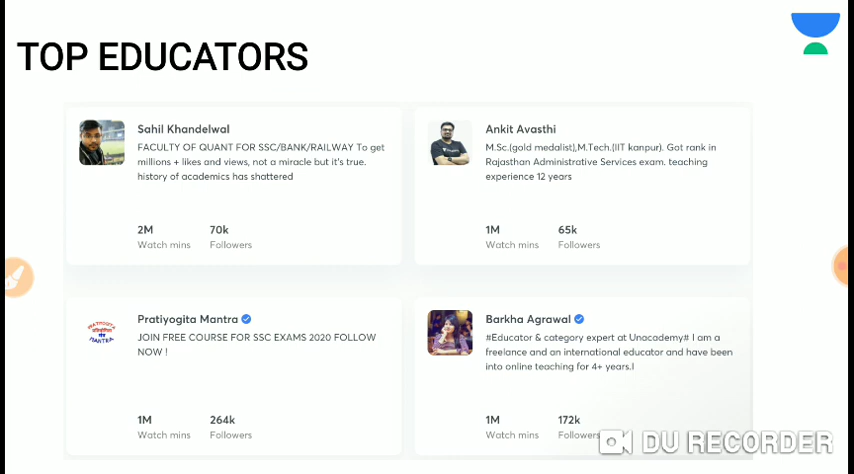 TOP EDUCATORS
Sahil Khandelwal
FACULTY OF QUANT FOR SSC/BANK/RAILWAY To get
millions + likes and views, not a miracle but it's true.
history of academics has shattered
2M 70k
Watch mins Followers
Ankit Avasthi
M.Sc.(gold medalist),M.Tech.(IIT kanpur). Got rank in
Rajasthan Administrative Services exam. teaching
experience 12 years
1M 65k
Watch mins Followers
Pratiyogita Mantra
JOIN FREE COURSE FOR SSC EXAMS 2020 FOLLOW
NOW !
1M 264k
Watch mins Followers
PRATIYOGITA
MANTRA
Barkha Agrawal
#Educator & category expert at Unacademy# I am a
freelance and an international educator and have been
into online teaching for 4+ years.I
1M 172k
Watch mins Followers
DU RECORDER